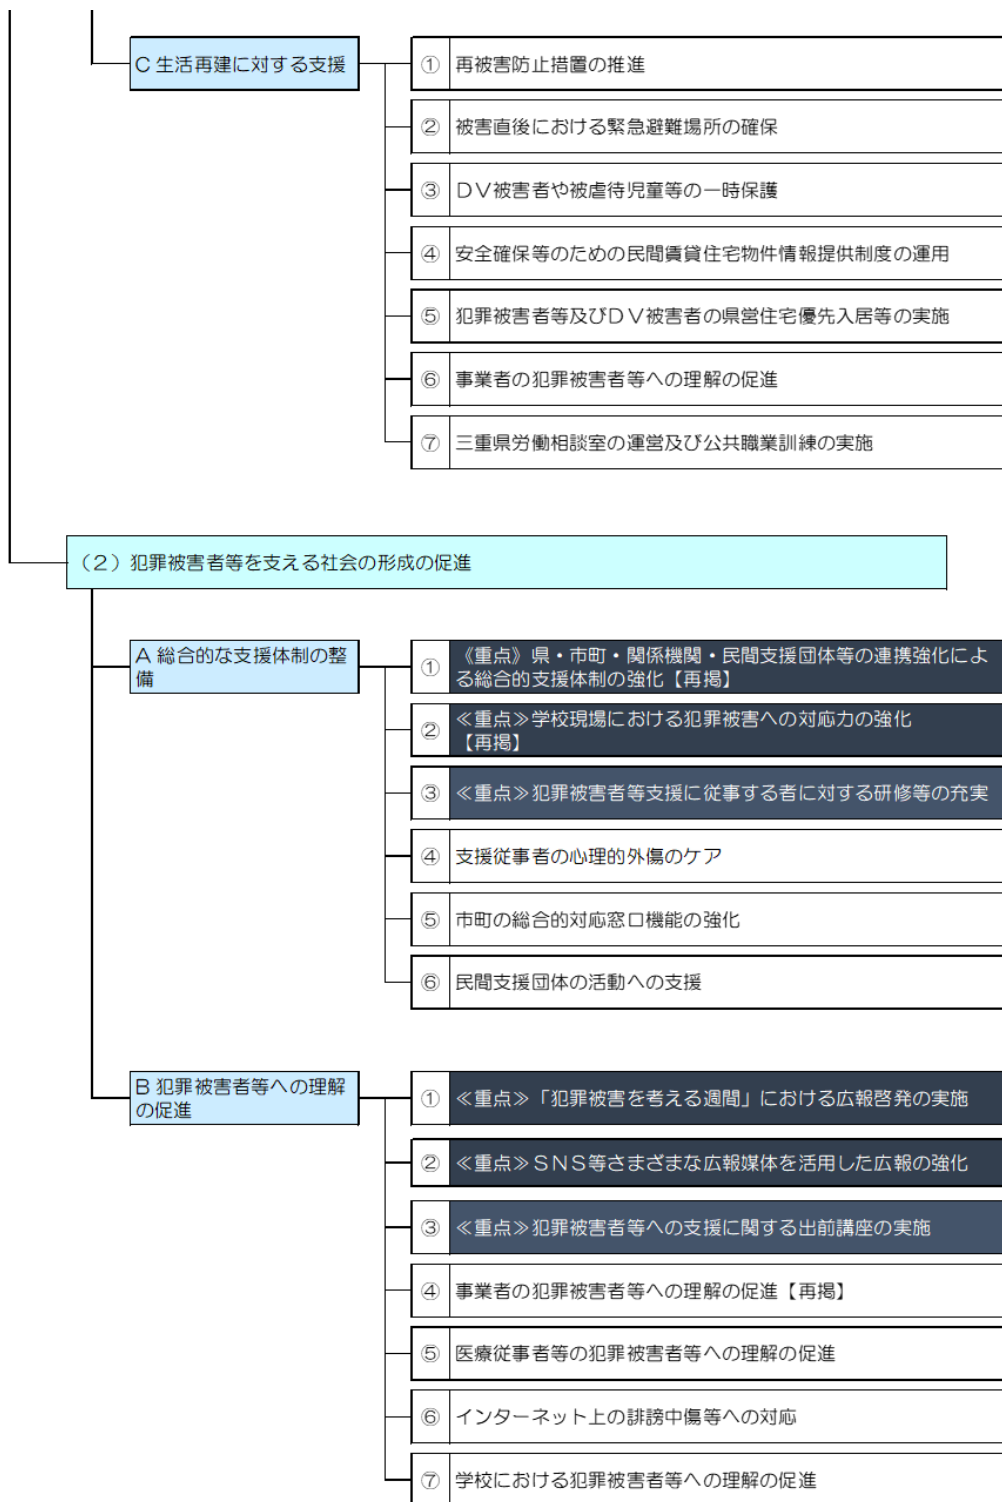 C 生活再建に対する支援
① 再被害防止措置の推進
② 被害直後における緊急避難場所の確保
③ ＤＶ被害者や被虐待児童等の一時保護
④ 安全確保等のための民間賃貸住宅物件情報提供制度の運用
⑤ 犯罪被害者等及びＤＶ被害者の県営住宅優先入居等の実施
⑥ 事業者の犯罪被害者等への理解の促進
⑦ 三重県労働相談室の運営及び公共職業訓練の実施
（２）犯罪被害者等を支える社会の形成の促進
A 総合的な支援体制の整
備
① 《重点》県・市町・関係機関・民間支援団体等の連携強化によ
る総合的支援体制の強化【再掲】
② ≪重点≫学校現場における犯罪被害への対応力の強化
【再掲】
③ ≪重点≫犯罪被害者等支援に従事する者に対する研修等の充実
④ 支援従事者の心理的外傷のケア
⑤ 市町の総合的対応窓口機能の強化
⑥ 民間支援団体の活動への支援
B 犯罪被害者等への理解
の促進
① ≪重点≫「犯罪被害を考える週間」における広報啓発の実施
② ≪重点≫ＳＮＳ等さまざまな広報媒体を活用した広報の強化
③ ≪重点≫犯罪被害者等への支援に関する出前講座の実施
④ 事業者の犯罪被害者等への理解の促進【再掲】
⑤ 医療従事者等の犯罪被害者等への理解の促進
⑥ インターネット上の誹謗中傷等への対応
⑦ 学校における犯罪被害者等への理解の促進